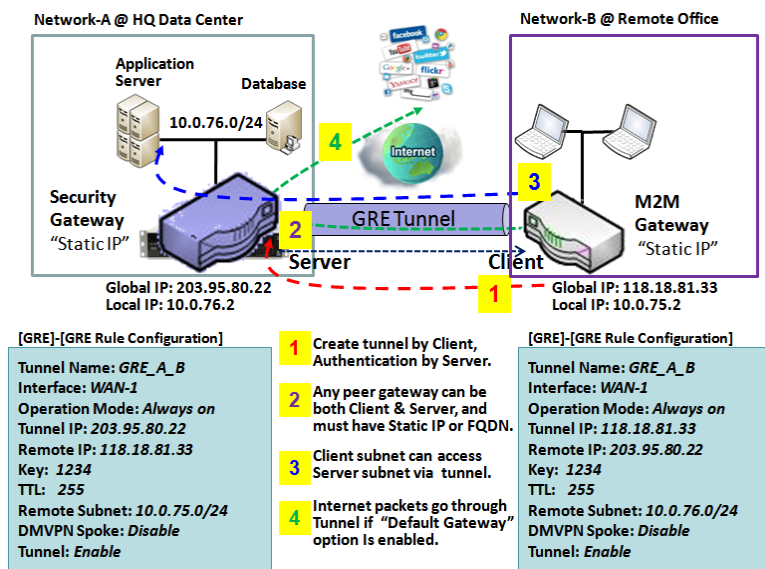 Network-A @ HQ Data Center
Network-B @ Remote Office
Application
Server
Database
10.0.76.0/24
facebook
YouTube
twitter
Google+
flickr
YAHOO!
Internet
4
3
Security
Gateway
“Static IP”
2
GRE Tunnel
M2M
Gateway
“Static IP”
Server
Client
1
Global IP: 203.95.80.22
Local IP: 10.0.76.2
Global IP: 118.18.81.33
Local IP: 10.0.75.2
[GRE]-[GRE Rule Configuration]
Tunnel Name: GRE_A_B
Interface: WAN-1
Operation Mode: Always on
Tunnel IP: 203.95.80.22
Remote IP: 118.18.81.33
Key: 1234
TTL: 255
Remote Subnet: 10.0.75.0/24
DMVPN Spoke: Disable
Tunnel: Enable
1 Create tunnel by Client,
Authentication by Server.
2 Any peer gateway can be
both Client & Server, and
must have Static IP or FQDN.
3 Client subnet can access
Server subnet via tunnel.
4 Internet packets go through
Tunnel if “Default Gateway”
option Is enabled.
[GRE]-[GRE Rule Configuration]
Tunnel Name: GRE_A_B
Interface: WAN-1
Operation Mode: Always on
Tunnel IP: 118.18.81.33
Remote IP: 203.95.80.22
Key: 1234
TTL: 255
Remote Subnet: 10.0.76.0/24
DMVPN Spoke: Disable
Tunnel: Enable